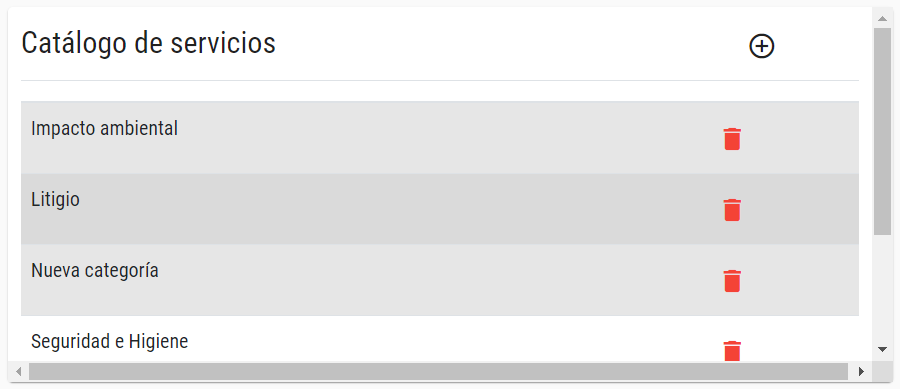 Catálogo de servicios
Impacto ambiental
Litigio
Nueva categoría
Seguridad e Higiene